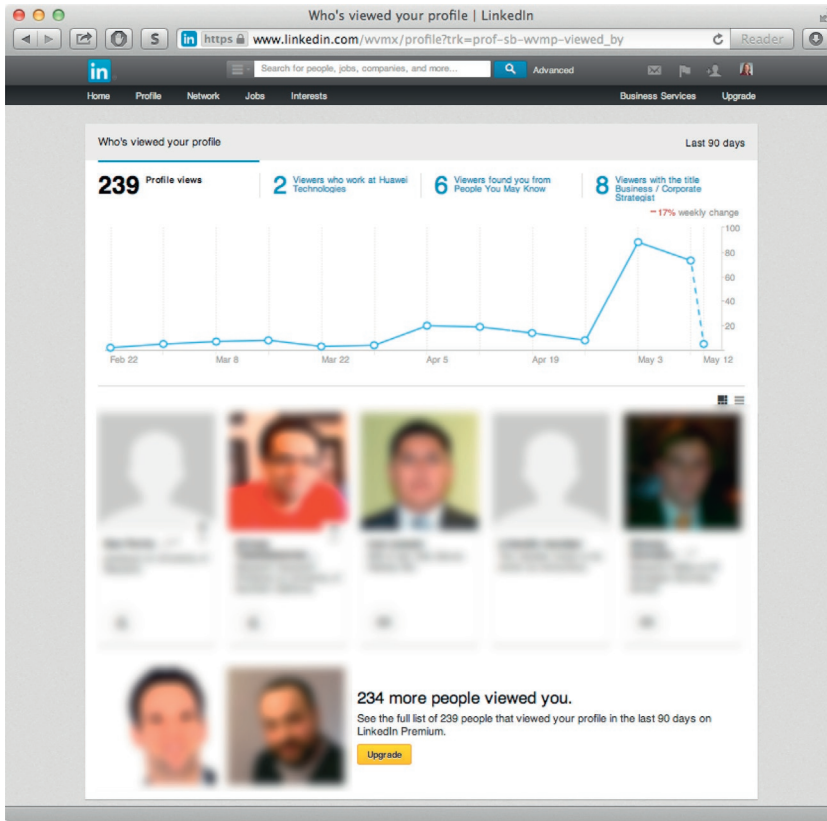 Who's viewed your profile | LinkedIn
S
in https www.linkedin.com/wvmx/profile?trk=prof-sb-wvmp-viewed_by
Reader
in
Search for people, jobs, companies, and more...
Advanced
Home Profile Network Jobs Interests Business Services Upgrade
Who's viewed your profile Last 90 days
239 Profile views
2 Viewers who work at Huawei
Technologies
6 Viewers found you from
People You May Know
8 Viewers with the title
Business / Corporate
Strategist
17% weekly change
100
80
60
40
20
Feb 22 Mar 8 Mar 22 Apr 5 Apr 19 May 3 May 12
234 more people viewed you.
See the full list of 239 people that viewed your profile in the last 90 days on
LinkedIn Premium.
Upgrade